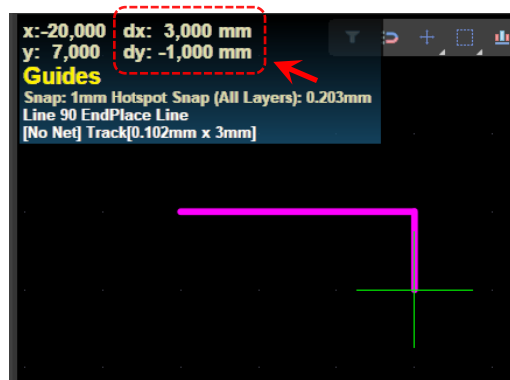 x:-20,000 dx: 3,000 mm
y: 7,000 dy: -1,000 mm
Guides
Snap: 1mm Hotspot Snap (All Layers): 0.203mm
Line 90 EndPlace Line
[No Net] Track[0.102mm x 3mm]